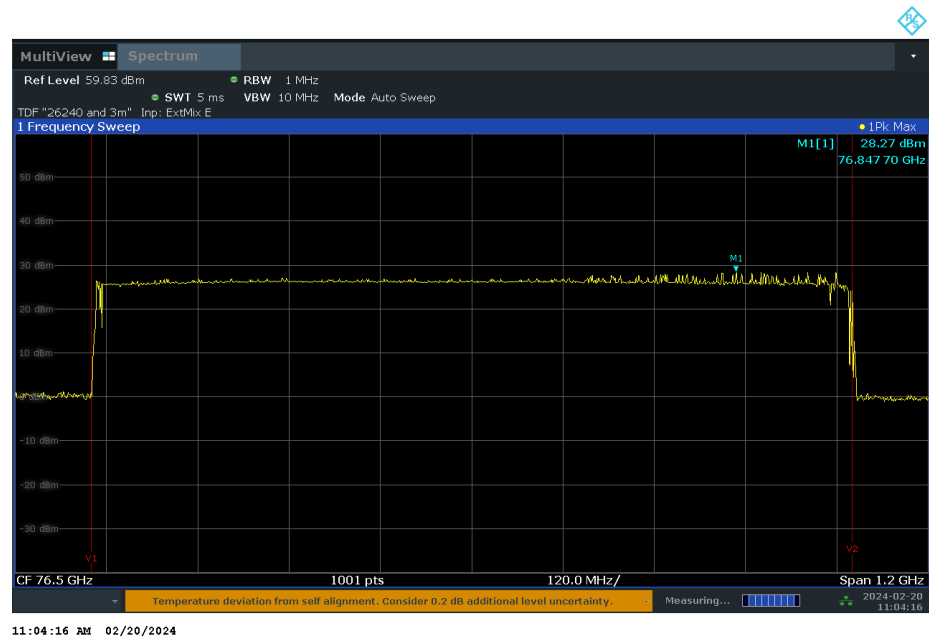 R&S
MultiView Spectrum
Ref Level 59.83 dBm RBW 1 MHz
SWT 5 ms VBW 10 MHz Mode Auto Sweep
TDF "26240 and 3m" Inp: ExtMix E
1 Frequency Sweep 1Pk Max
M1[1] 28.27 dBm
76.847 70 GHz
50 dBm
40 dBm
M1
30 dBm
20 dBm
10 dBm
-10 dBm
-20 dBm
-30 dBm
V1 V2
CF 76.5 GHz 1001 pts 120.0 MHz/ Span 1.2 GHz
Temperature deviation from self alignment. Consider 0.2 dB additional level uncertainty. Measuring... 2024-02-20
11:04:16
11:04:16 AM 02/20/2024